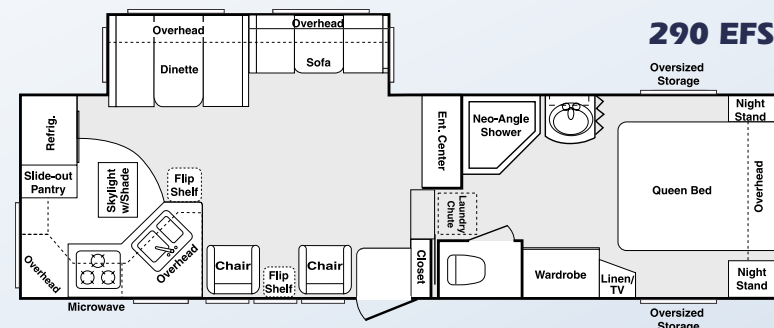 290 EFS
Overhead
Overhead
Dinette
Sofa
Oversized
Storage
Refrig.
Ent. Center
Neo-Angle
Shower
Night
Stand
Slide-out
Pantry
Skylight
w/Shade
Flip
Shelf
Laundry
Chute
Queen Bed
Overhead
Overhead
Overhead
Chair
Flip
Shelf
Chair
Closet
Wardrobe
Linen/
TV
Night
Stand
Microwave
Oversized
Storage